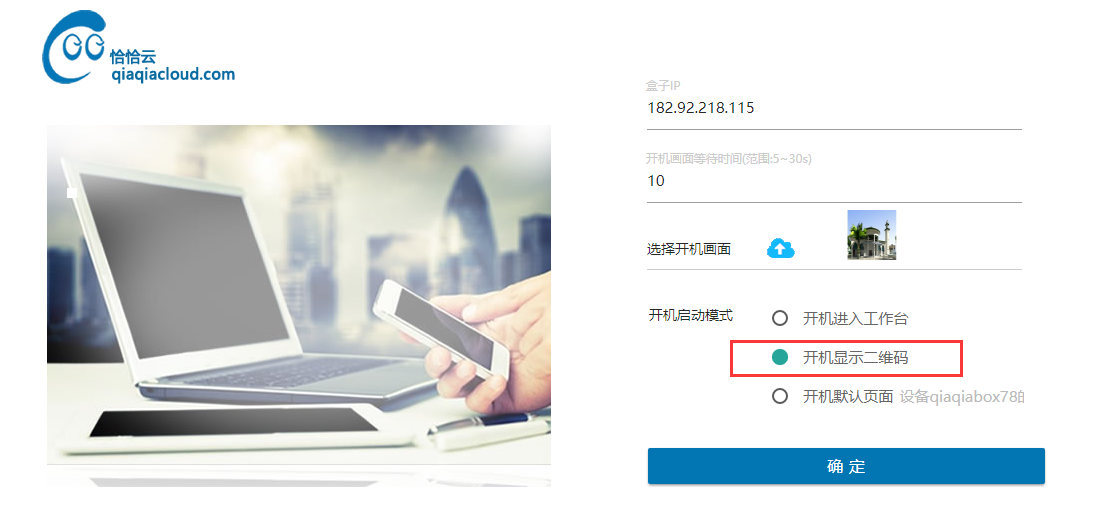 恰恰云
qiaqiacloud.com
盒子IP
182.92.218.115
开机画面等待时间(范围:5~30s)
10
选择开机画面
开机启动模式
开机进入工作台
开机显示二维码
开机默认页面 设备qiaqiabox78的
确 定